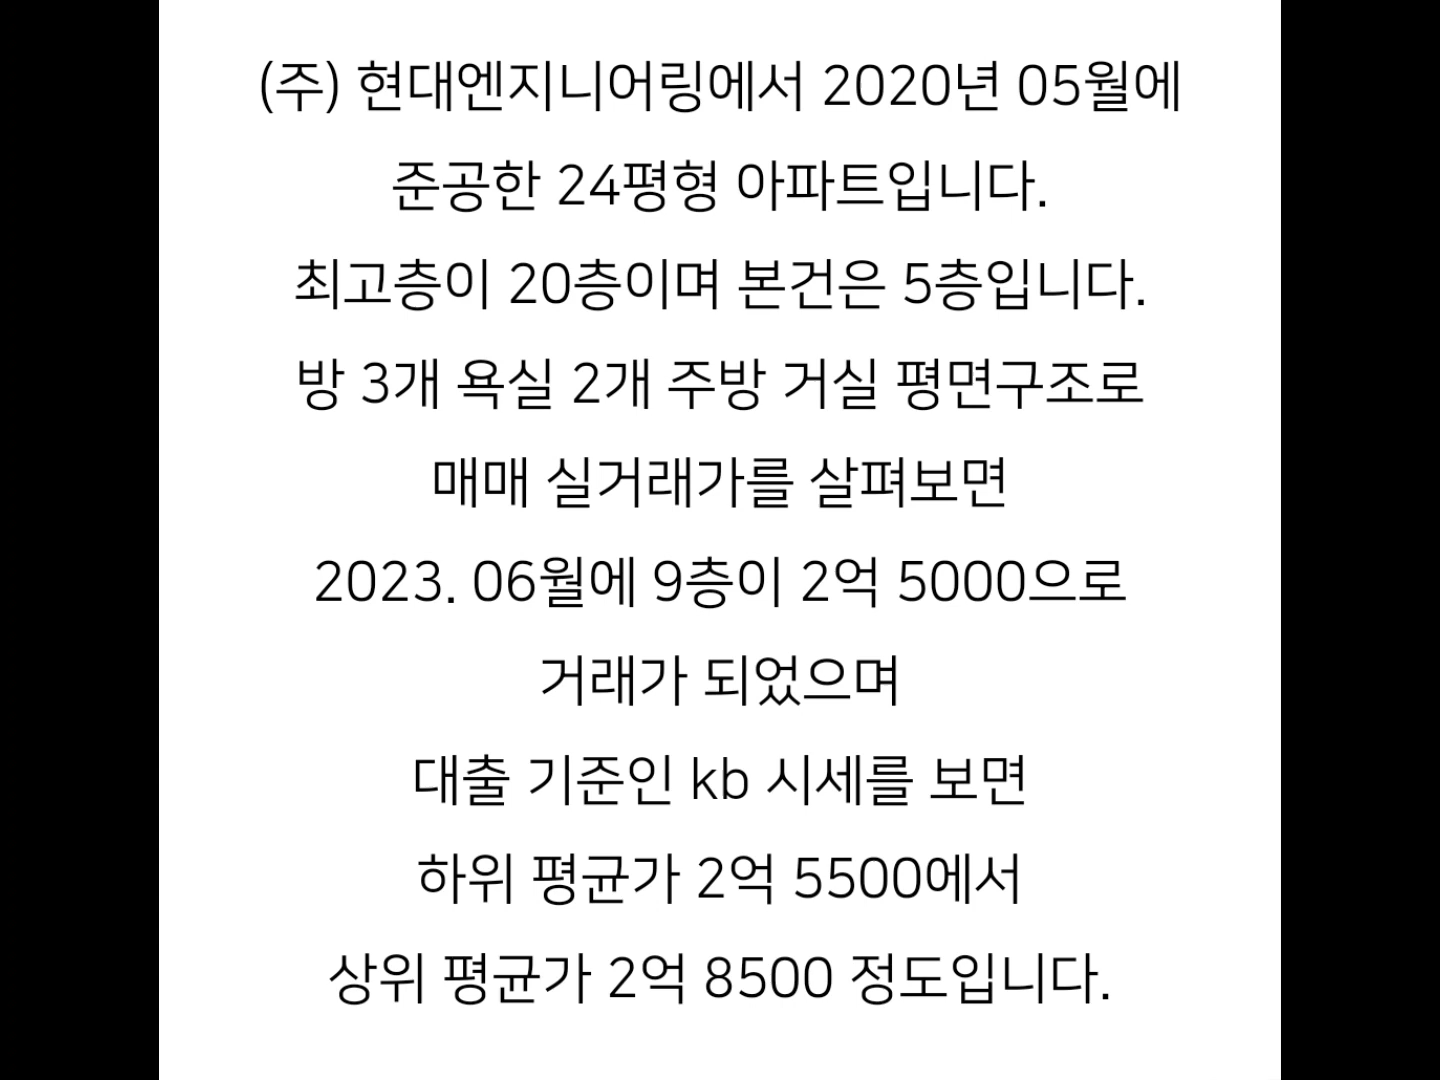 (주) 현대엔지니어링에서 2020년 05월에
준공한 24평형 아파트입니다.
최고층이 20층이며 본건은 5층입니다.
방 3개 욕실 2개 주방 거실 평면구조로
매매 실거래가를 살펴보면
2023. 06월에 9층이 2억 5000으로
거래가 되었으며
대출 기준인 kb 시세를 보면
하위 평균가 2억 5500에서
상위 평균가 2억 8500 정도입니다.